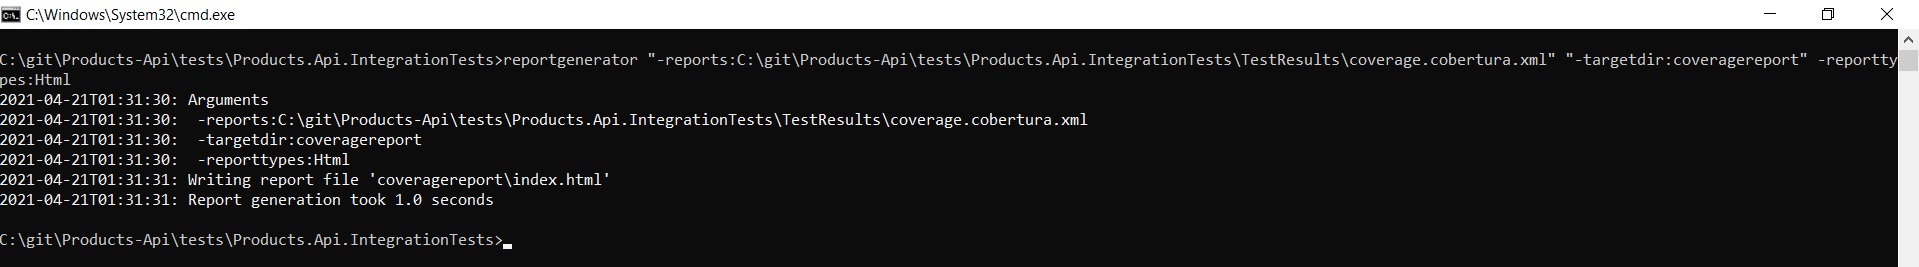 C:\Windows\System32\cmd.exe
C:\git\Products-Api\tests\Products.Api.IntegrationTests>reportgenerator "-reports:C:\git\Products-Api\tests\Products.Api.IntegrationTests\TestResults\coverage.cobertura.xml" "-targetdir:coveragereport" -reportty
pes:Html
2021-04-21T01:31:30: Arguments
2021-04-21T01:31:30:  -reports:C:\git\Products-Api\tests\Products.Api.IntegrationTests\TestResults\coverage.cobertura.xml
2021-04-21T01:31:30:  -targetdir:coveragereport
2021-04-21T01:31:30:  -reporttypes:Html
2021-04-21T01:31:31: Writing report file 'coveragereport\index.html'
2021-04-21T01:31:31: Report generation took 1.0 seconds
C:\git\Products-Api\tests\Products.Api.IntegrationTests>